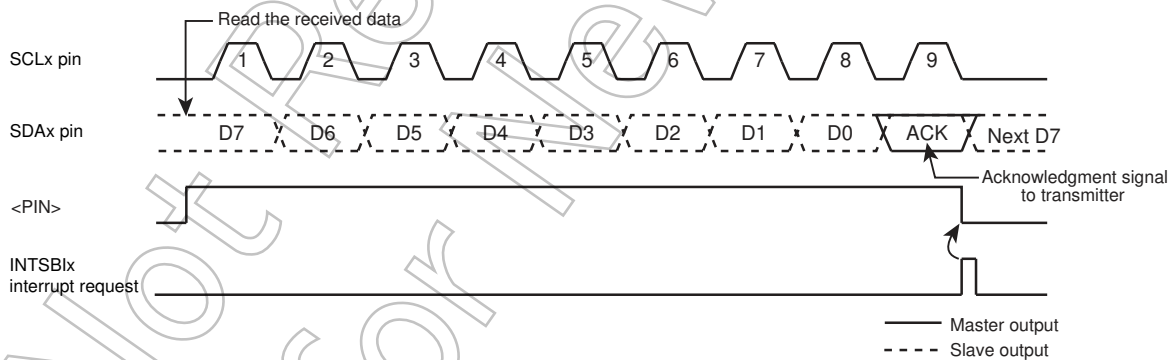 Read the received data
SCLx pin
1 2 3 4 5 6 7 8 9
SDAx pin
D7 D6 D5 D4 D3 D2 D1 D0 ACK Next D7
Acknowledgment signal
to transmitter
<PIN>
INTSBIx
interrupt request
Master output
Slave output